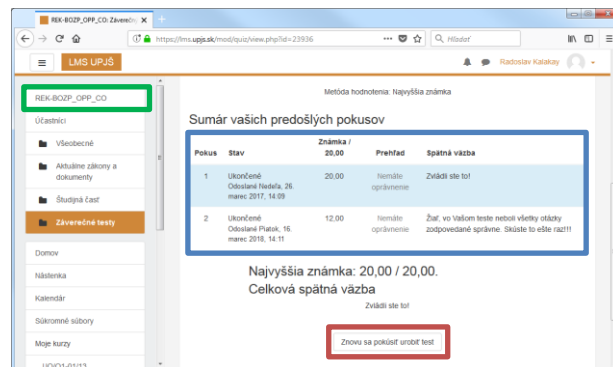 REK-BOZP_OPP_CO: Záverečný
https://lms.upjs.sk/mod/quiz/view.php?id=23936
Hľadať
LMS UPJŠ
Radoslav Kalakay
REK-BOZP_OPP_CO
Účastníci
Všeobecné
Aktuálne zákony a
dokumenty
Študijná časť
Záverečné testy
Domov
Nástenka
Kalendár
Súkromné súbory
Moje kurzy
ÚO/O1-01/13
Metóda hodnotenia: Najvyššia známka
Sumár vašich predošlých pokusov
Pokus Stav Známka / 20,00 Prehľad Spätná väzba
1 Ukončené 20,00 Nemáte oprávnenie Zvládli ste to!
Odoslané Nedeľa, 26.
marec 2017, 14:09
2 Ukončené 12,00 Nemáte oprávnenie Žiaľ, vo Vašom teste neboli všetky otázky
Odoslané Piatok, 16. zodpovedané správne. Skúste to ešte raz!!!
marec 2018, 14:11
Najvyššia známka: 20,00 / 20,00.
Celková spätná väzba
Zvládli ste to!
Znovu sa pokúsiť urobiť test